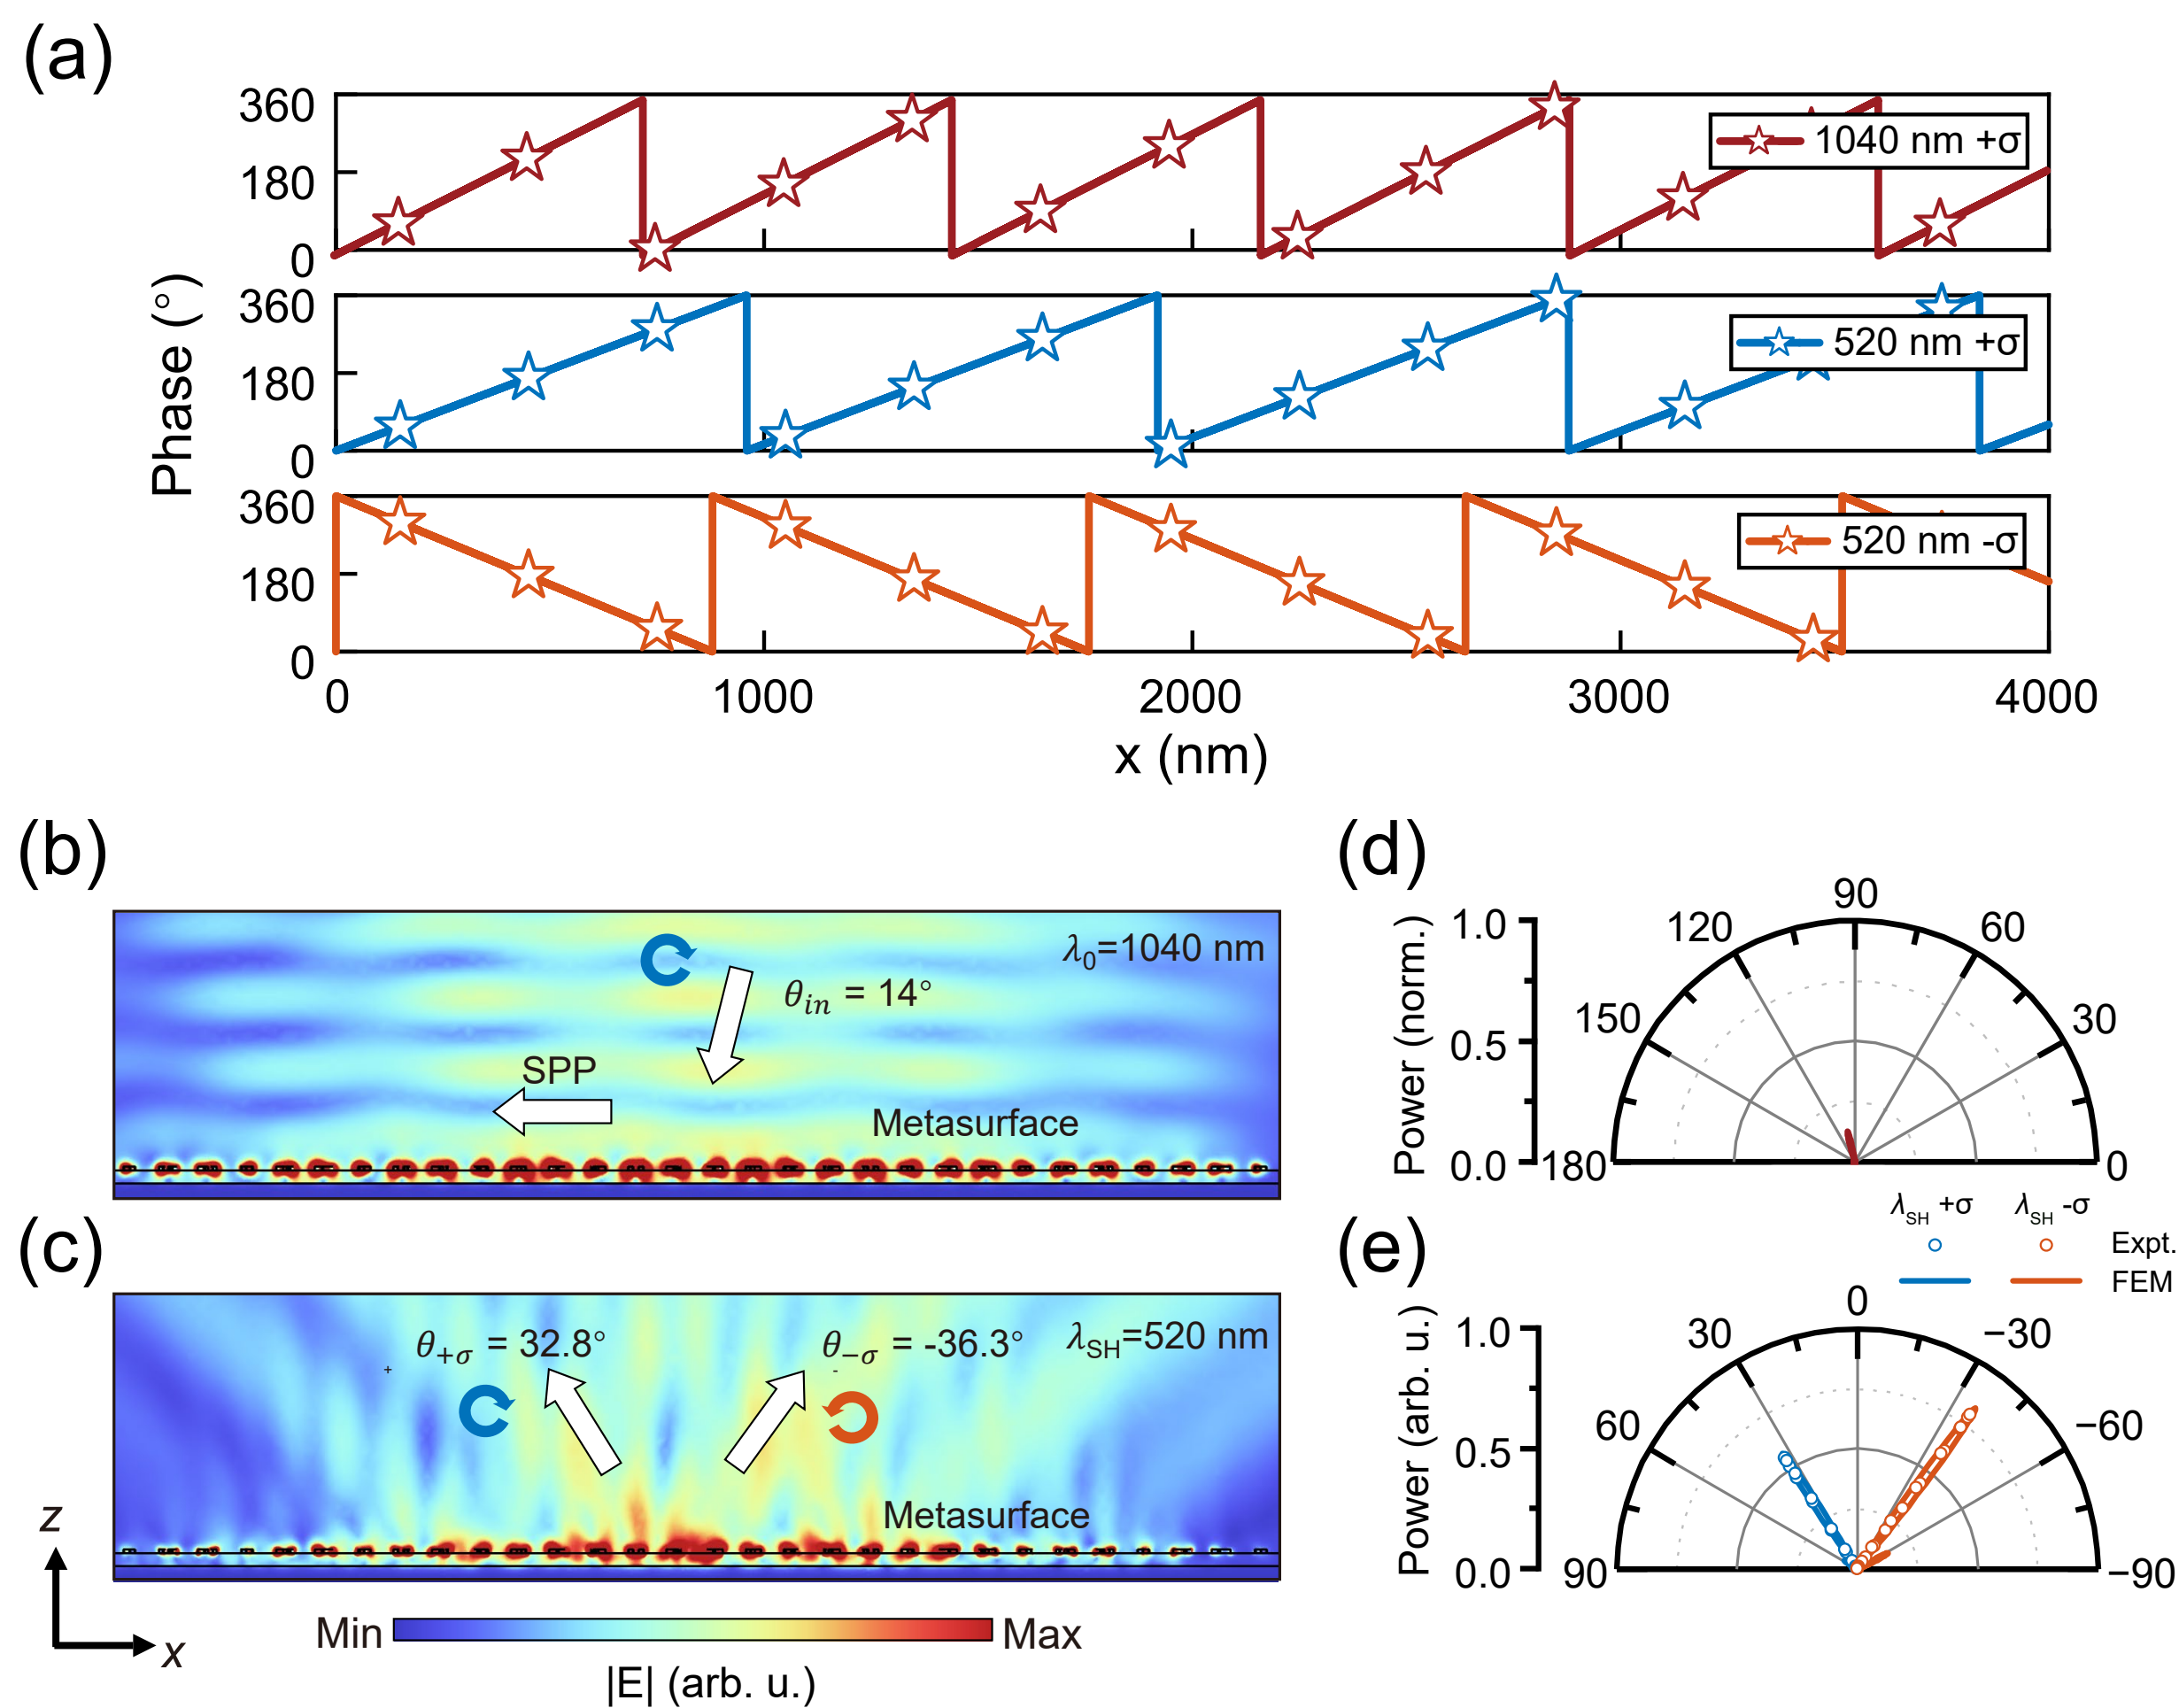 (a)
Phase (°)
360
180
0
1040 nm +σ
360
180
0
520 nm +σ
360
180
0
520 nm -σ
0 1000 2000 3000 4000
x (nm)
(b)
λ0=1040 nm
θin = 14°
SPP
Metasurface
(c)
θ+σ = 32.8°
θ−σ = -36.3°
λSH=520 nm
+
-
Metasurface
z
x
Min Max
|E| (arb. u.)
(d)
Power (norm.)
1.0
0.5
0.0
180 150 120 90 60 30 0
(e)
λSH +σ λSH -σ
Expt.
FEM
Power (arb. u.)
1.0
0.5
0.0
90 60 30 0 −30 −60 −90